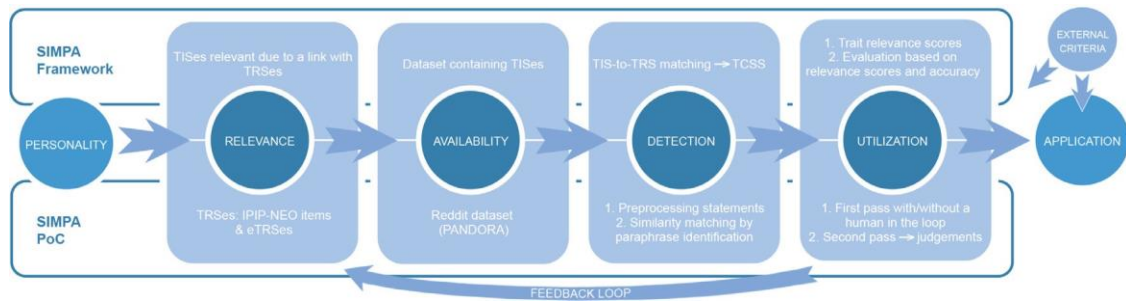 SIMPA
Framework
TISes relevant due to a link with
TRSes
Dataset containing TISes
TIS-to-TRS matching → TCSS
1. Trait relevance scores
2. Evaluation based on
relevance scores and accuracy
EXTERNAL
CRITERIA
PERSONALITY
RELEVANCE
AVAILABILITY
DETECTION
UTILIZATION
APPLICATION
SIMPA
PoC
TRSes: IPIP-NEO items
& eTRSes
Reddit dataset
(PANDORA)
1. Preprocessing statements
2. Similarity matching by
paraphrase identification
1. First pass with/without a
human in the loop
2. Second pass → judgements
FEEDBACK LOOP